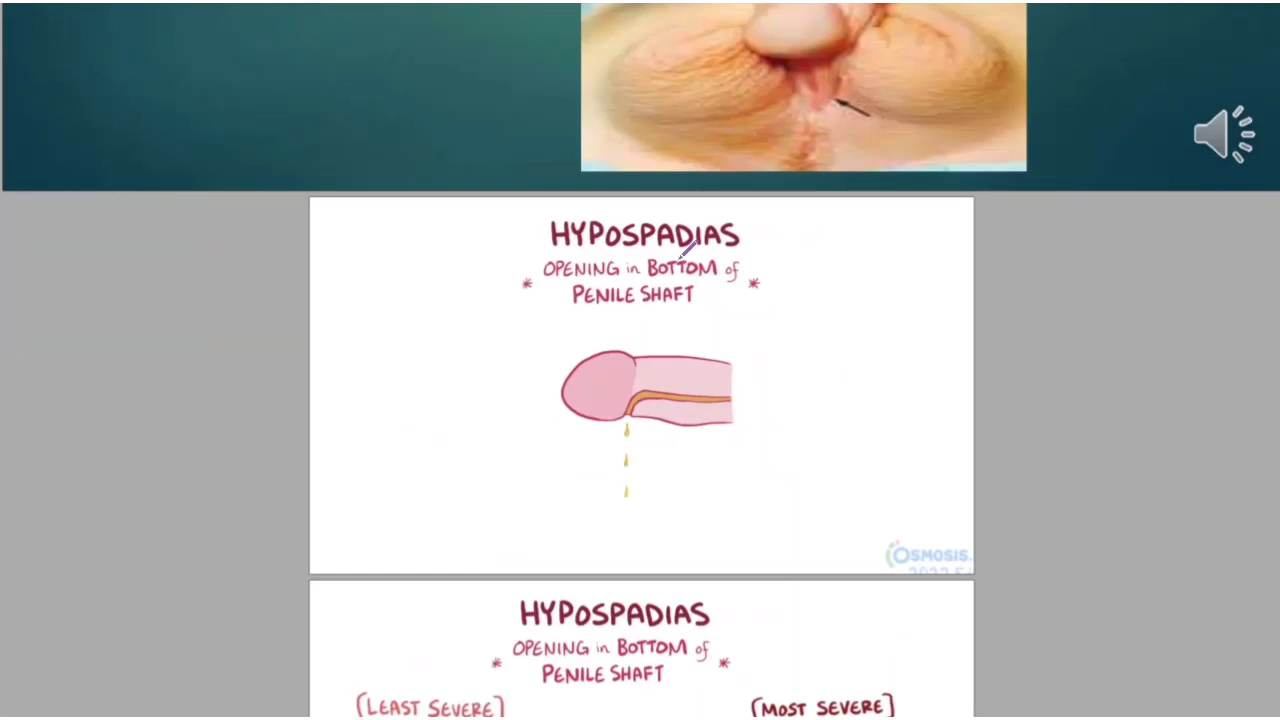 HYPOSPADIAS
* OPENING in BOTTOM of *
PENILE SHAFT
OSMOSIS.
HYPOSPADIAS
* OPENING in BOTTOM of *
PENILE SHAFT
[LEAST SEVERE] [MOST SEVERE]